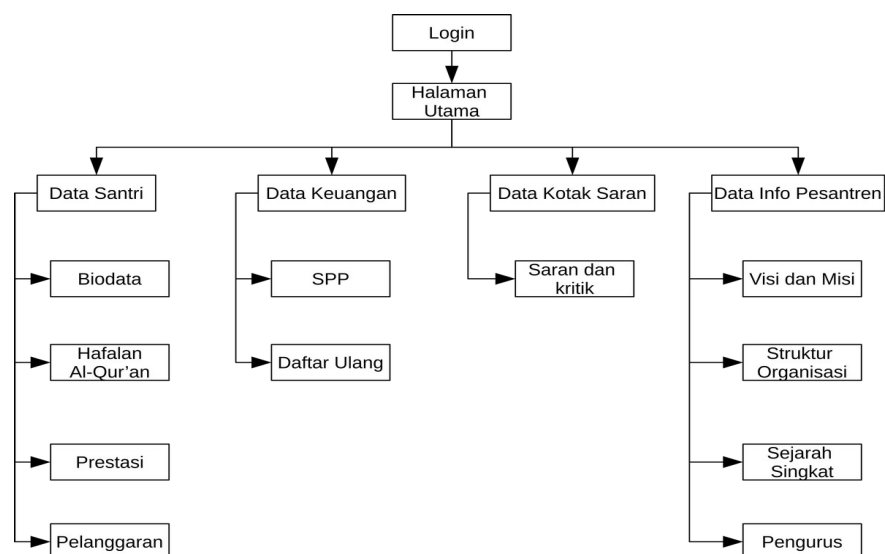 Login
Halaman
Utama
Data Santri
Data Keuangan
Data Kotak Saran
Data Info Pesantren
Biodata
SPP
Saran dan
kritik
Visi dan Misi
Hafalan
Al-Qur’an
Daftar Ulang
Struktur
Organisasi
Prestasi
Sejarah
Singkat
Pelanggaran
Pengurus